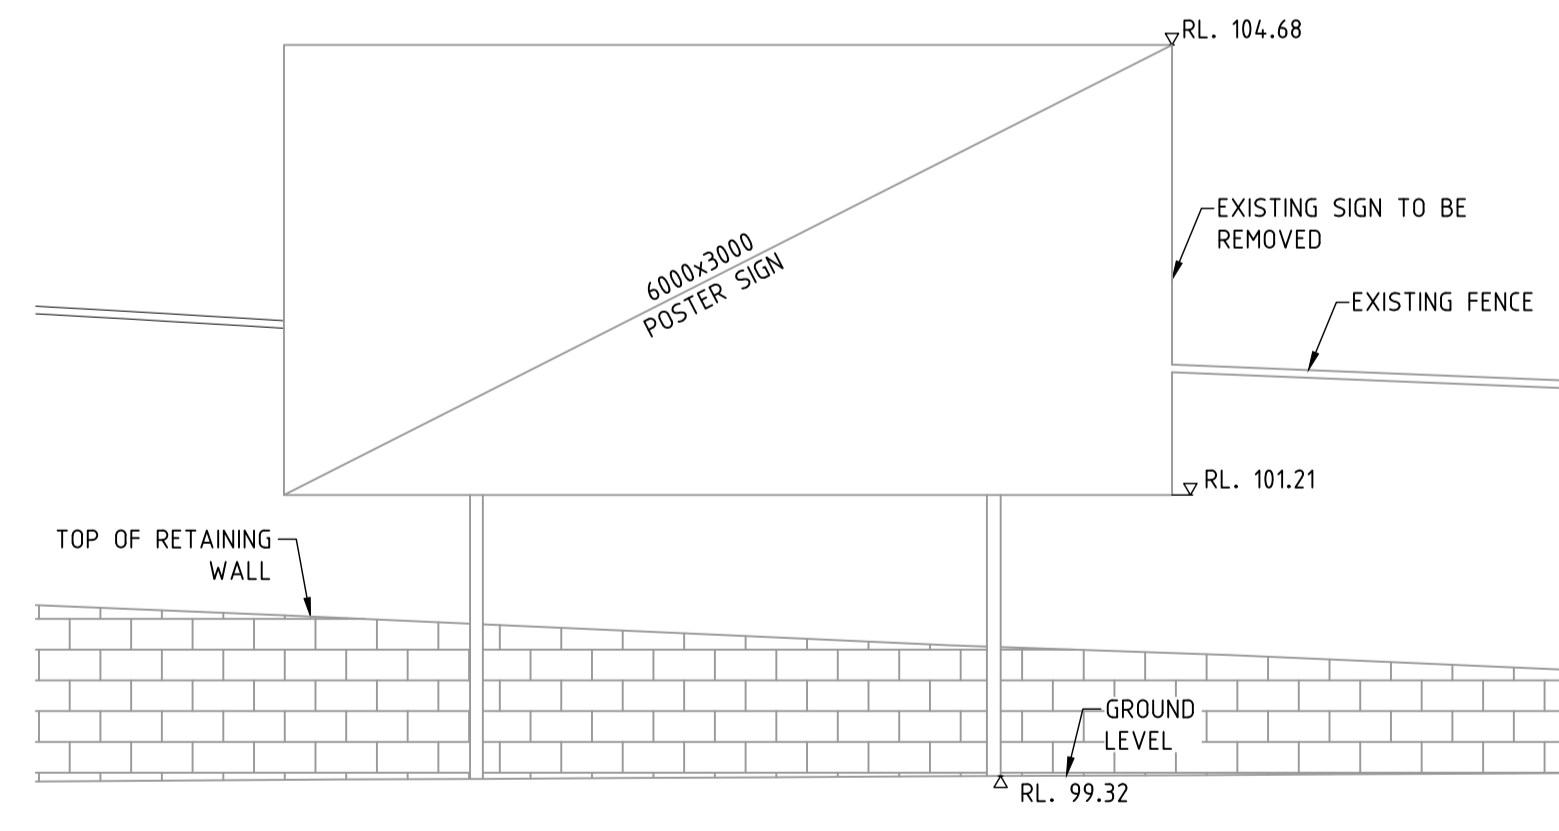 RL. 104.68
EXISTING SIGN TO BE
REMOVED
6000x3000
POSTER SIGN
EXISTING FENCE
RL. 101.21
TOP OF RETAINING
WALL
GROUND
LEVEL
RL. 99.32